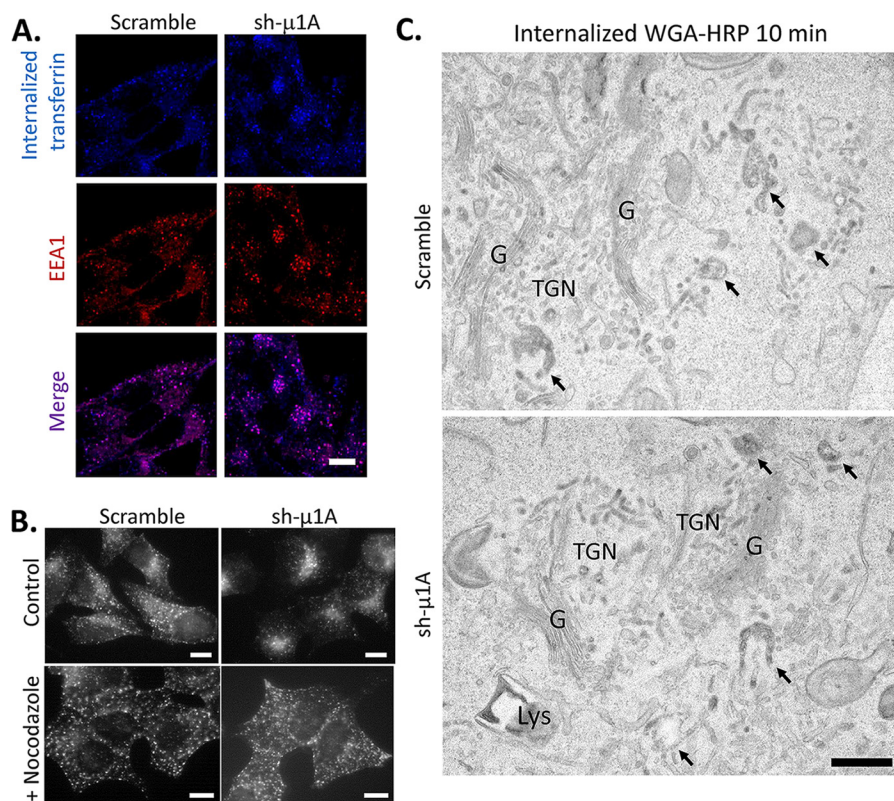 A.
Scramble
sh-μ1A
Internalized
transferrin
EEA1
Merge
B.
Scramble
sh-μ1A
Control
+ Nocodazole
C.
Internalized WGA-HRP 10 min
Scramble
G
G
TGN
sh-μ1A
TGN
TGN
G
G
Lys